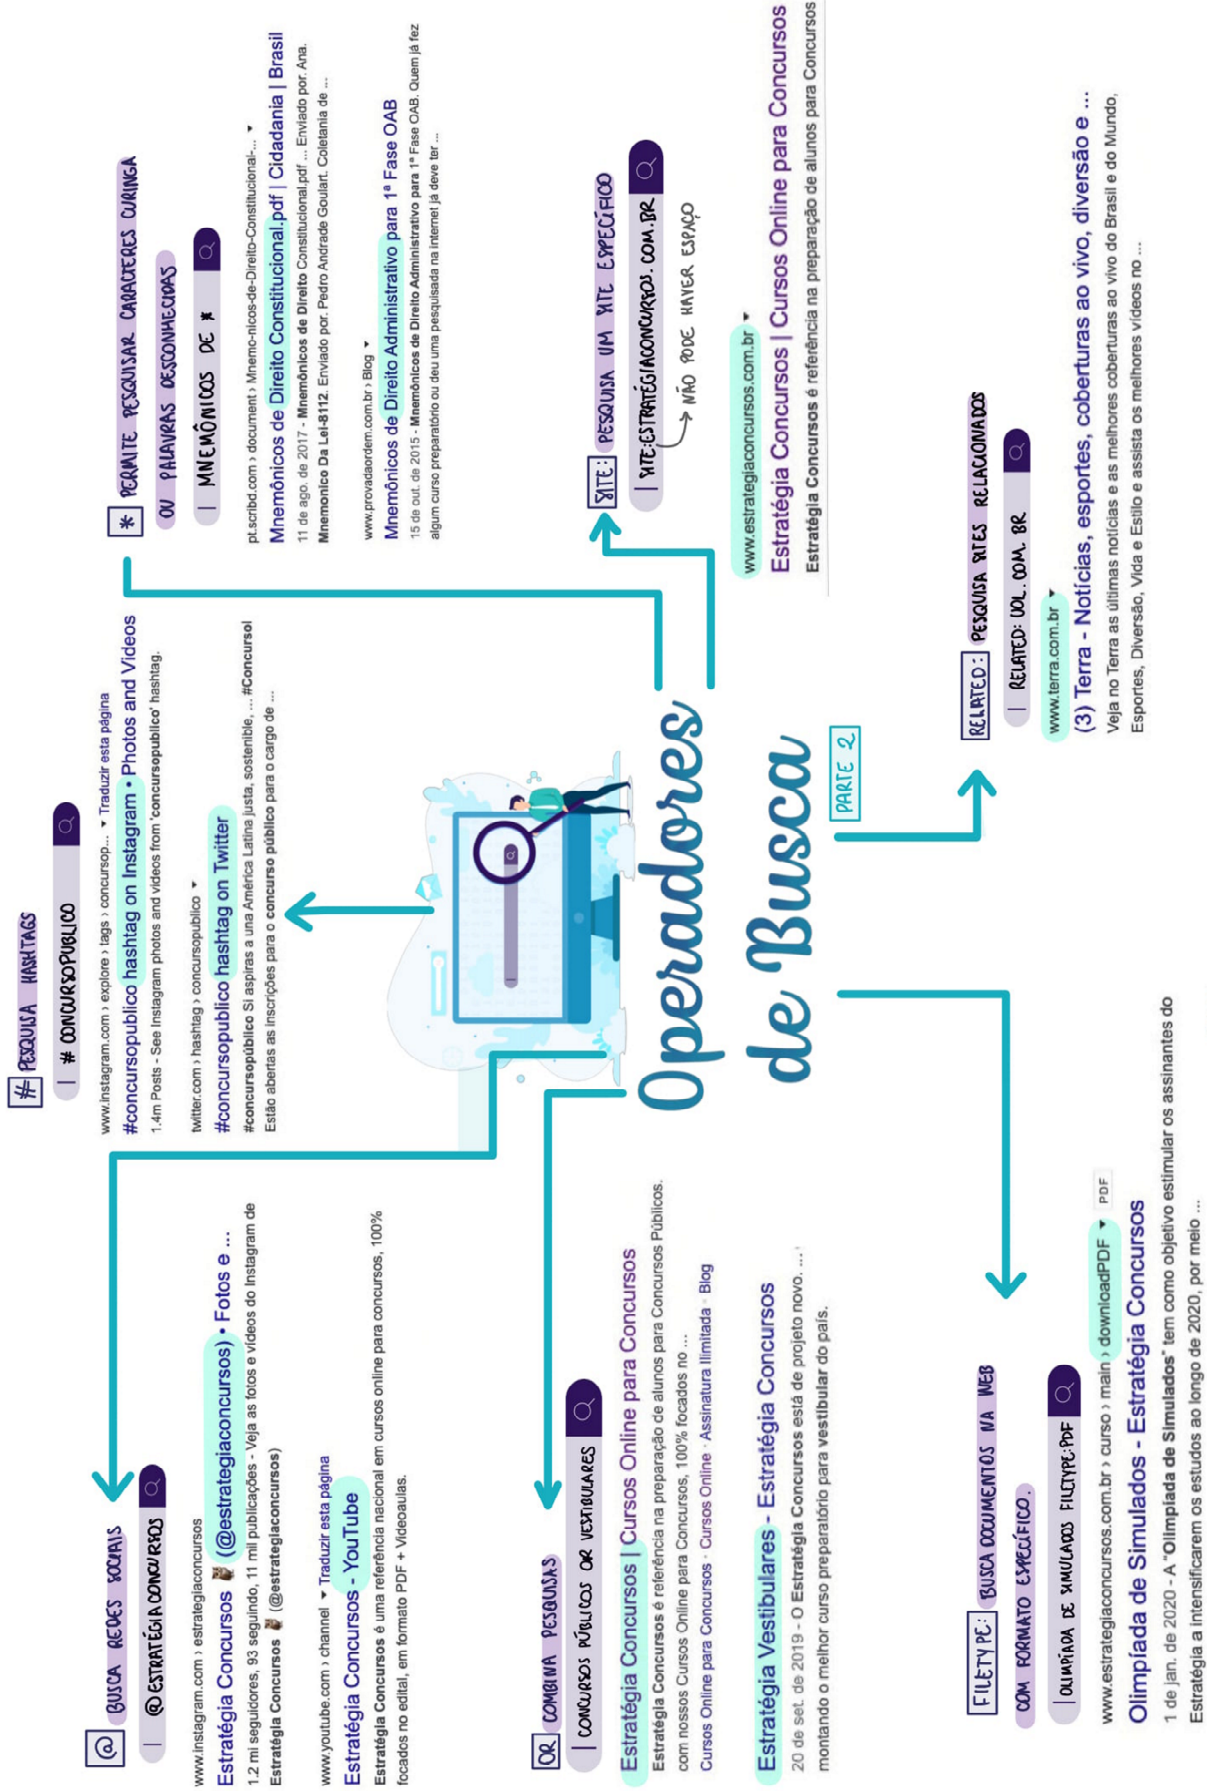 Operadores
de Busca
PARTE 2
@ BUSCA REDES SOCIAIS
@ESTRATÉGIACONCURSOS
www.instagram.com › estrategiaconcursos
Estratégia Concursos (@estrategiaconcursos) • Fotos e ...
1.2 mi seguidores, 93 seguindo, 11 mil publicações - Veja as fotos e vídeos do Instagram de
Estratégia Concursos (@estrategiaconcursos)
www.youtube.com › channel ▾ Traduzir esta página
Estratégia Concursos - YouTube
Estratégia Concursos é uma referência nacional em cursos online para concursos, 100%
focados no edital, em formato PDF + Videoaulas.
# PESQUISA HASHTAGS
# CONCURSOPUBLICO
www.instagram.com › explore › tags › concursop... ▾ Traduzir esta página
#concursopublico hashtag on Instagram • Photos and Videos
1.4m Posts - See Instagram photos and videos from 'concursopublico' hashtag.
twitter.com › hashtag › concursopublico ▾
#concursopublico hashtag on Twitter
#concursopúblico Si aspiras a una América Latina justa, sostenible, ... #Concursol
Estão abertas as inscrições para o concurso público para o cargo de ...
* PERMITE PESQUISAR CARACTERES CURINGA
OU PALAVRAS DESCONHECIDAS
MNEMÔNICOS DE *
pt.scribd.com › document › Mnemo-nicos-de-Direito-Constitucional-... ▾
Mnemônicos de Direito Constitucional.pdf | Cidadania | Brasil
11 de ago. de 2017 - Mnemônicos de Direito Constitucional.pdf ... Enviado por. Ana.
Mnemonico Da Lei-8112. Enviado por. Pedro Andrade Goulart. Coletania de ...
www.provadaordem.com.br › Blog ▾
Mnemônicos de Direito Administrativo para 1ª Fase OAB
15 de out. de 2015 - Mnemônicos de Direito Administrativo para 1ª Fase OAB. Quem já fez
algum curso preparatório ou deu uma pesquisada na internet já deve ter ...
OR COMBINA PESQUISAS
CONCURSOS PÚBLICOS OR VESTIBULARES
Estratégia Concursos | Cursos Online para Concursos
Estratégia Concursos é referência na preparação de alunos para Concursos Públicos.
com nossos Cursos Online para Concursos, 100% focados no ...
Cursos Online para Concursos · Cursos Online · Assinatura Ilimitada · Blog
Estratégia Vestibulares - Estratégia Concursos
20 de set. de 2019 - O Estratégia Concursos está de projeto novo. ...
montando o melhor curso preparatório para vestibular do país.
SITE: PESQUISA UM SITE ESPECÍFICO
SITE:ESTRATÉGIACONCURSOS.COM.BR
NÃO PODE HAVER ESPAÇO
www.estrategiaconcursos.com.br ▾
Estratégia Concursos | Cursos Online para Concursos
Estratégia Concursos é referência na preparação de alunos para Concursos
FILETYPE: BUSCA DOCUMENTOS NA WEB
COM FORMATO ESPECÍFICO.
OLIMPÍADA DE SIMULADOS FILETYPE:PDF
www.estrategiaconcursos.com.br › curso › main › downloadPDF ▾ PDF
Olimpíada de Simulados - Estratégia Concursos
1 de jan. de 2020 - A "Olimpíada de Simulados" tem como objetivo estimular os assinantes do
Estratégia a intensificarem os estudos ao longo de 2020, por meio ...
RELATED: PESQUISA SITES RELACIONADOS
RELATED: UOL.COM.BR
www.terra.com.br ▾
(3) Terra - Notícias, esportes, coberturas ao vivo, diversão e ...
Veja no Terra as últimas notícias e as melhores coberturas ao vivo do Brasil e do Mundo,
Esportes, Diversão, Vida e Estilo e assista os melhores vídeos no ...